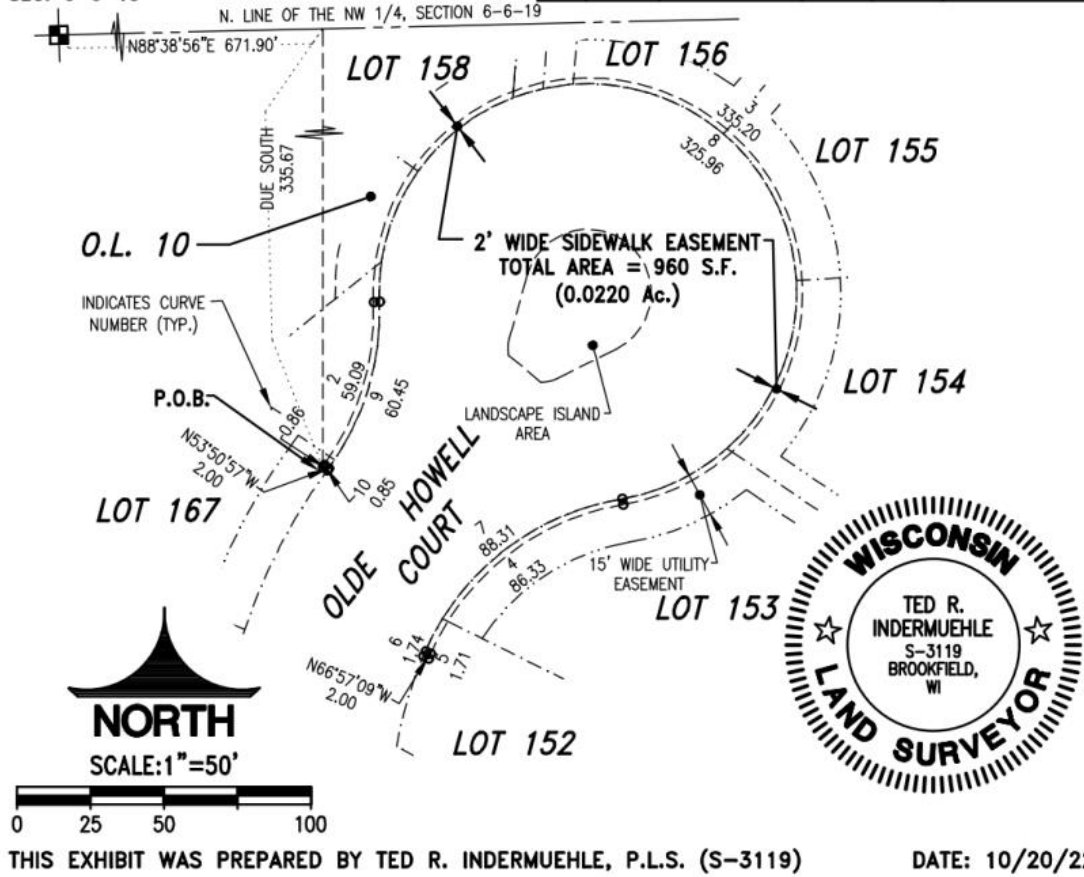 N. LINE OF THE NW 1/4, SECTION 6-6-19
N88°38'56"E 671.90'
LOT 158
LOT 156
3
335.20
8
325.96
LOT 155
DUE SOUTH
335.67
O.L. 10
2' WIDE SIDEWALK EASEMENT
TOTAL AREA = 960 S.F.
(0.0220 Ac.)
INDICATES CURVE
NUMBER (TYP.)
2
59.09
9
60.45
P.O.B.
LANDSCAPE ISLAND
AREA
LOT 154
0.86
N53°50'57"W
2.00
10
0.85
LOT 167
OLDE HOWELL
COURT
7
88.31
4
86.33
15' WIDE UTILITY
EASEMENT
LOT 153
6
1.74
5
1.71
N66°57'09"W
2.00
LOT 152
WISCONSIN
TED R.
INDERMUEHLE
S-3119
BROOKFIELD,
WI
LAND SURVEYOR
NORTH
SCALE:1"=50'
0 25 50 100
THIS EXHIBIT WAS PREPARED BY TED R. INDERMUEHLE, P.L.S. (S-3119) DATE: 10/20/22